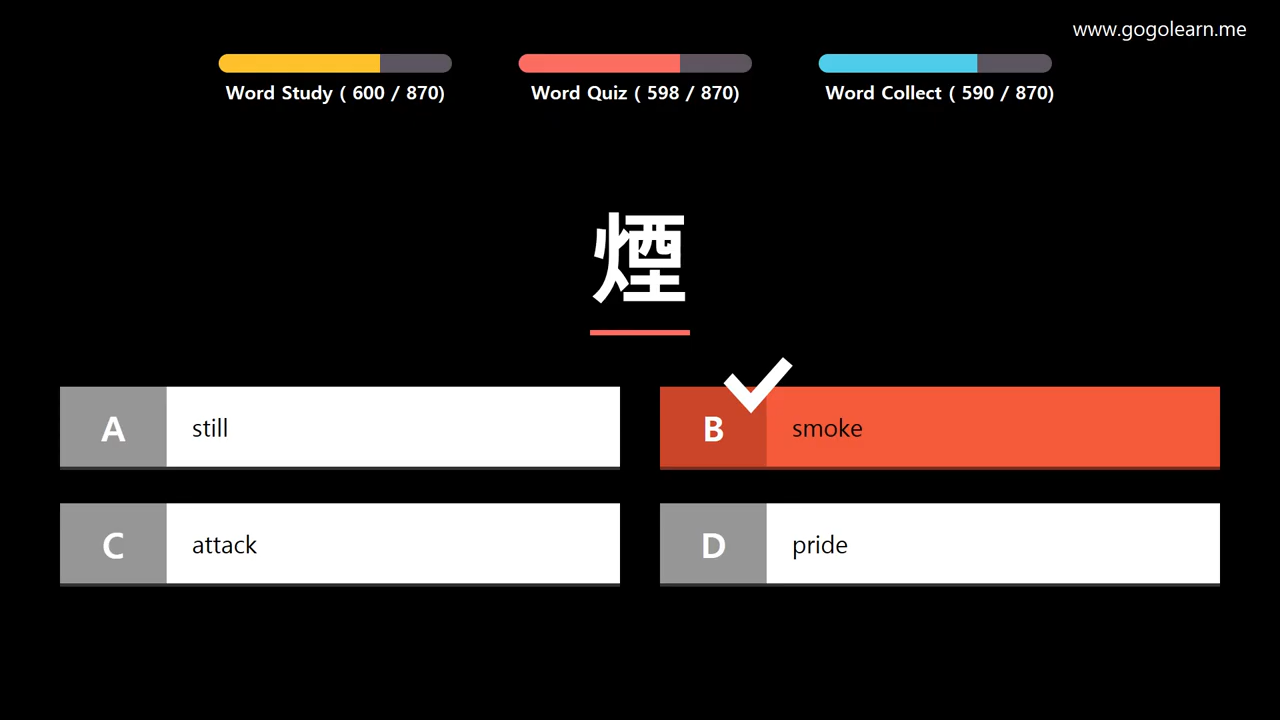 www.gogolearn.me
Word Study ( 600 / 870)
Word Quiz ( 598 / 870)
Word Collect ( 590 / 870)
煙
A still
B smoke
C attack
D pride